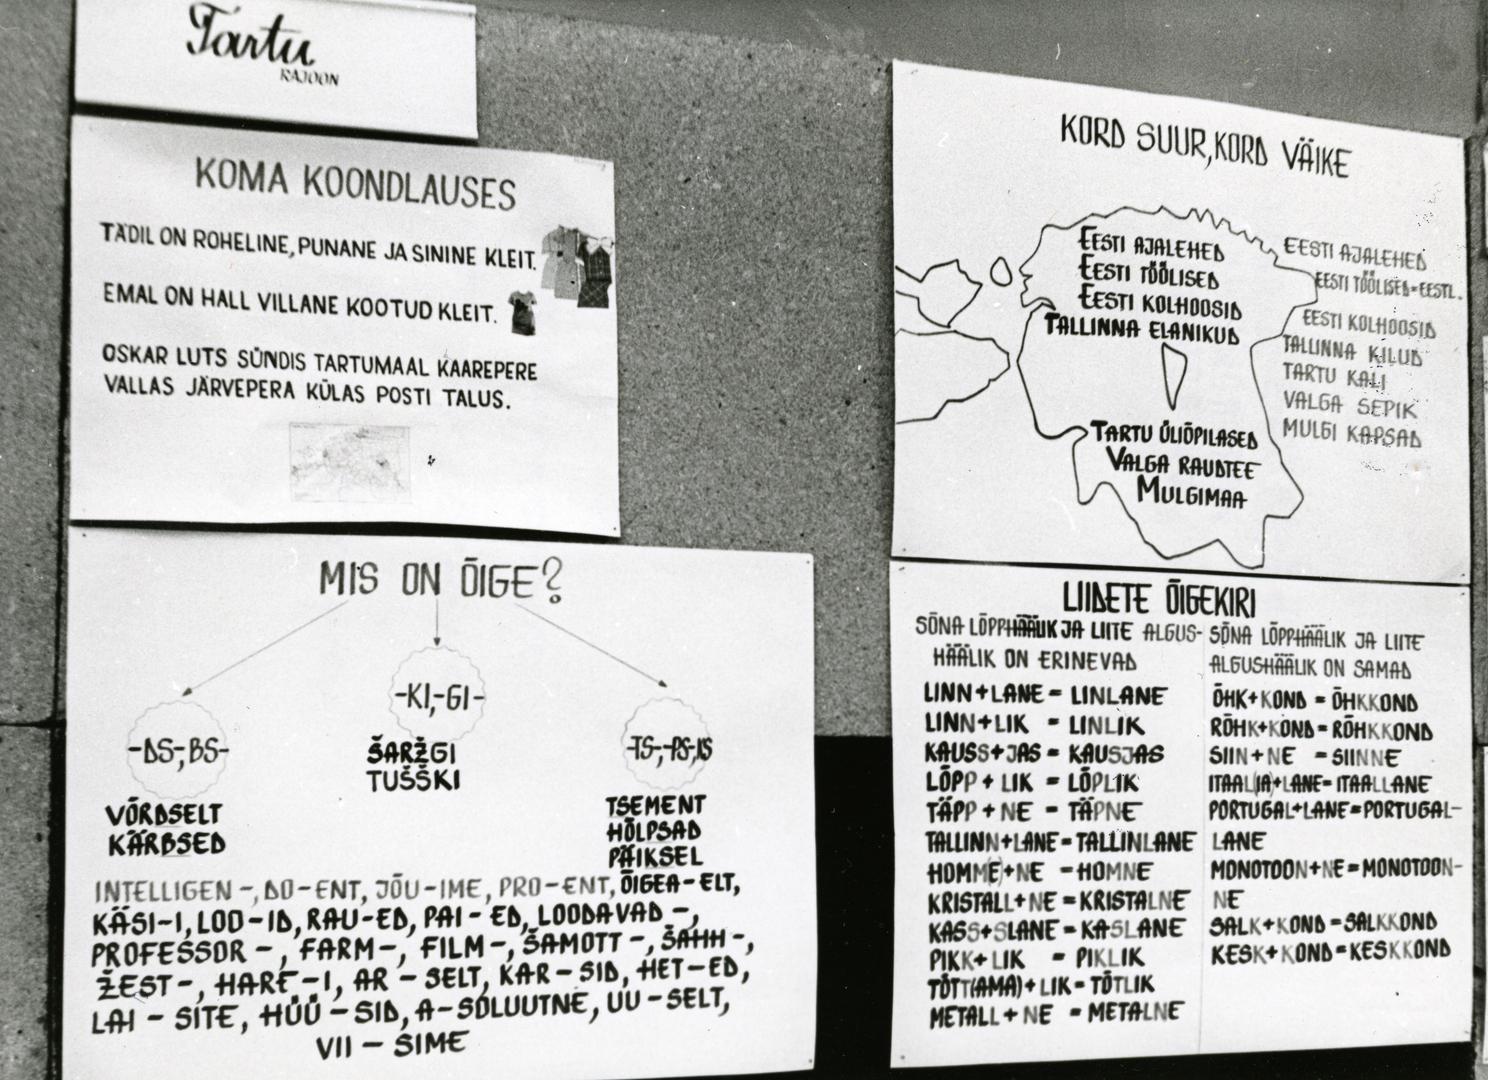 Tartu
RAJOON
KOMA KOONDLAUSES
TÄDIL ON ROHELINE, PUNANE JA SININE KLEIT.
EMAL ON HALL VILLANE KOOTUD KLEIT.
OSKAR LUTS SÜNDIS TARTUMAAL KAAREPERE
VALLAS JÄRVEPERA KÜLAS POSTI TALUS.
MIS ON ÕIGE?
-DS-, BS-
VÕRDSELT
KÄRBSED
-KI,-GI-
ŠARŽGI
TUŠŠKI
-TS-,-PS-,KS
TSEMENT
HÕLPSAD
PÄIKSEL
INTELLIGEN -, DO-ENT, JÕU-IME, PRO-ENT, ÕIGEA-ELT,
KÄSI-I, LOO-ID, RAU-ED, PAI-ED, LOODAVAD -,
PROFESSOR -, FARM-, FILM-, ŠAMOTT-, ŠAHH-,
ŽEST-, HARF-I, AR-SELT, KAR-SID, HET-ED,
LAI-SITE, HÜÜ-SID, A-SOLUUTNE, UU-SELT,
VII-SIME
KORD SUUR, KORD VÄIKE
EESTI AJALEHED
EESTI TÖÖLISED
EESTI KOLHOOSID
TALLINNA ELANIKUD
TARTU ÜLIÕPILASED
VALGA RAUDTEE
MULGIMAA
EESTI AJALEHED
EESTI TÖÖLISED=EESTL.
EESTI KOLHOOSID
TALLINNA KILUD
TARTU KALI
VALGA SEPIK
MULGI KAPSAD
LIIDETE ÕIGEKIRI
SÕNA LÕPPHÄÄLIK JA LIITE ALGUS-
HÄÄLIK ON ERINEVAD
LINN+LANE = LINLANE
LINN+LIK = LINLIK
KAUSS+JAS = KAUSJAS
LÕPP + LIK = LÕPLIK
TÄPP + NE = TÄPNE
TALLINN+LANE=TALLINLANE
HOMM(E)+NE =HOMNE
KRISTALL+NE=KRISTALNE
KASS+SLANE=KASLANE
PIKK+LIK = PIKLIK
TÕTT(AMA)+LIK=TÕTLIK
METALL+NE =METALNE
SÕNA LÕPPHÄÄLIK JA LIITE
ALGUSHÄÄLIK ON SAMAD
ÕHK+KOND = ÕHKKOND
RÕHK+KOND=RÕHKKOND
SIIN+NE =SIINNE
ITAAL(IA)+LANE=ITAALLANE
PORTUGAL+LANE=PORTUGAL-
LANE
MONOTOON+NE=MONOTOON-
NE
SALK+KOND=SALKKOND
KESK+KOND=KESKKOND